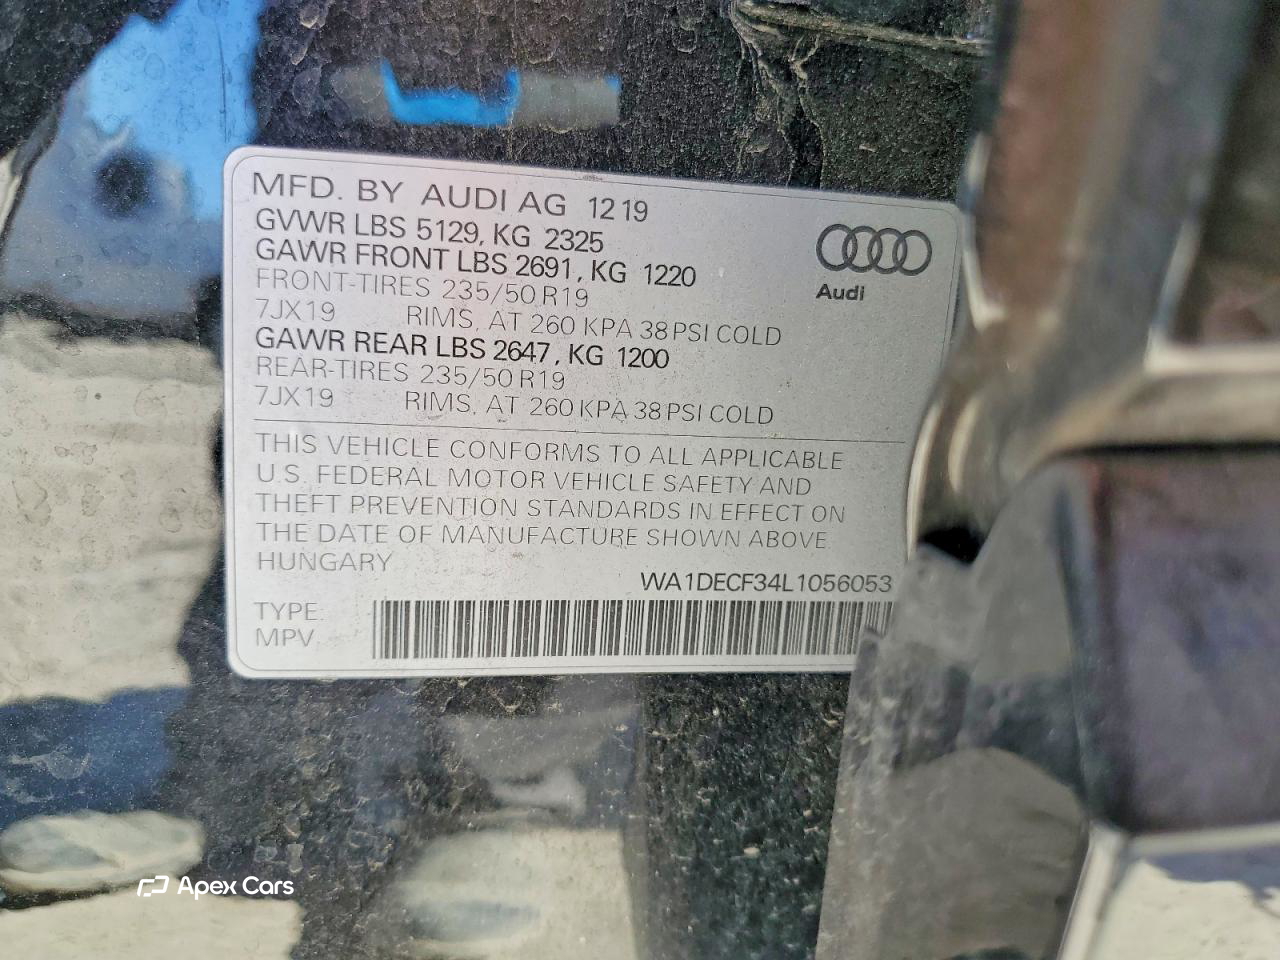 MFD. BY AUDI AG 12 19
GVWR LBS 5129, KG 2325
GAWR FRONT LBS 2691, KG 1220
FRONT-TIRES 235/50 R19
7JX19 RIMS, AT 260 KPA 38 PSI COLD
GAWR REAR LBS 2647, KG 1200
REAR-TIRES 235/50 R19
7JX19 RIMS, AT 260 KPA 38 PSI COLD
Audi
THIS VEHICLE CONFORMS TO ALL APPLICABLE
U.S. FEDERAL MOTOR VEHICLE SAFETY AND
THEFT PREVENTION STANDARDS IN EFFECT ON
THE DATE OF MANUFACTURE SHOWN ABOVE
HUNGARY
WA1DECF34L1056053
TYPE:
MPV
Apex Cars